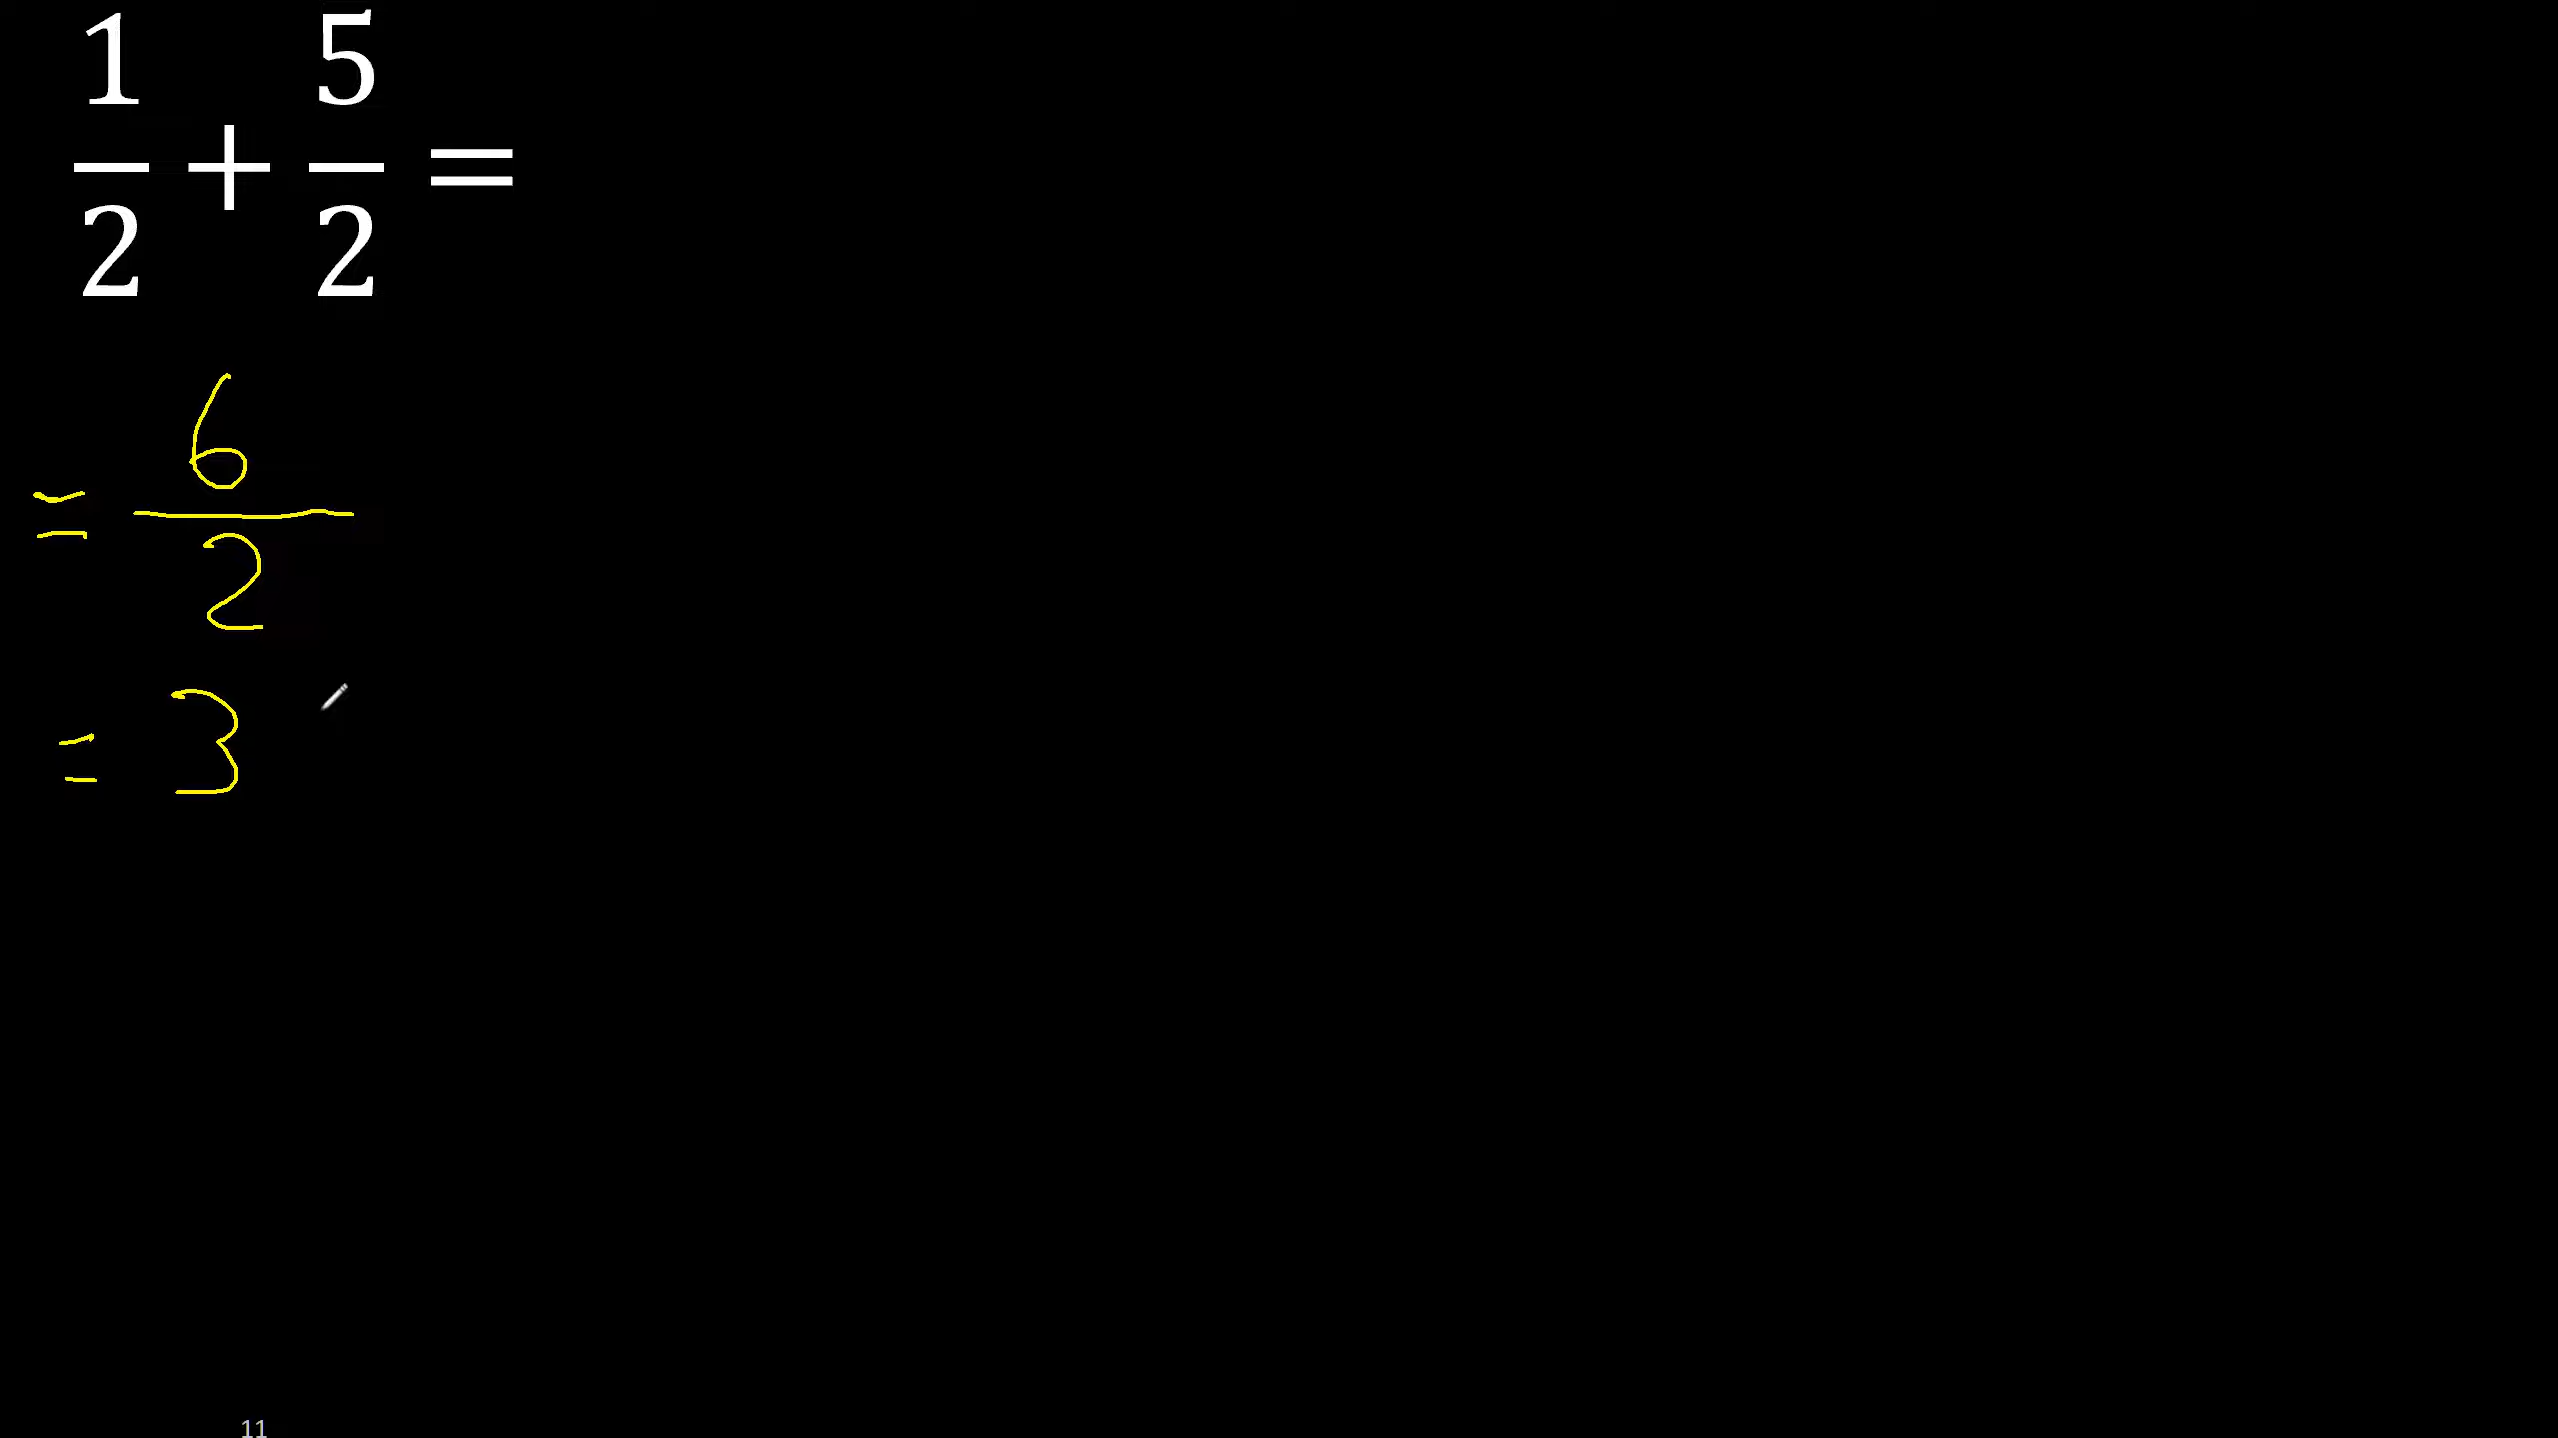 1/2 + 5/2 =
= 6/2
= 3
11